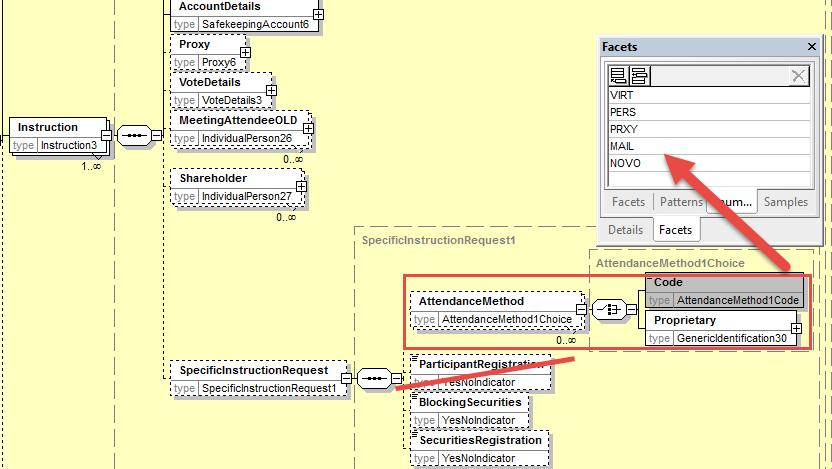 AccountDetails
type SafekeepingAccount6
Proxy
type Proxy6
VoteDetails
type VoteDetails3
MeetingAttendeeOLD
type IndividualPerson26
0..∞
Instruction
type Instruction3
1..∞
Shareholder
type IndividualPerson27
0..∞
Facets
VIRT
PERS
PRXY
MAIL
NOVO
Facets Patterns Samples
Details Facets
SpecificInstructionRequest1
AttendanceMethod1Choice
Code
type AttendanceMethod1Code
AttendanceMethod
type AttendanceMethod1Choice
0..∞
Proprietary
type GenericIdentification30
SpecificInstructionRequest
type SpecificInstructionRequest1
ParticipantRegistration
type YesNoIndicator
BlockingSecurities
type YesNoIndicator
SecuritiesRegistration
type YesNoIndicator